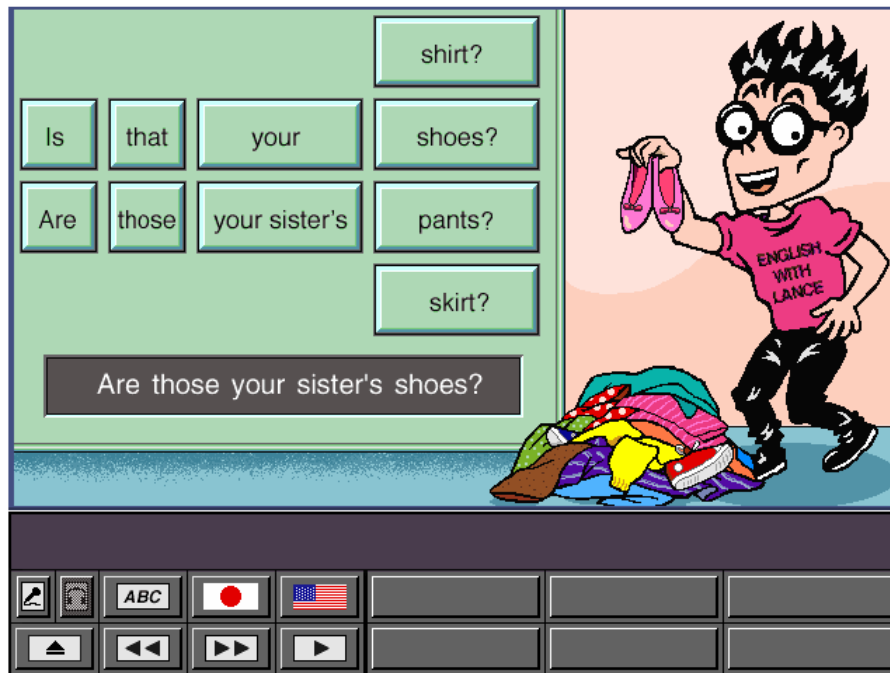 shirt?
Is that your shoes?
Are those your sister's pants?
skirt?
Are those your sister's shoes?
ENGLISH
WITH
LANCE
ABC